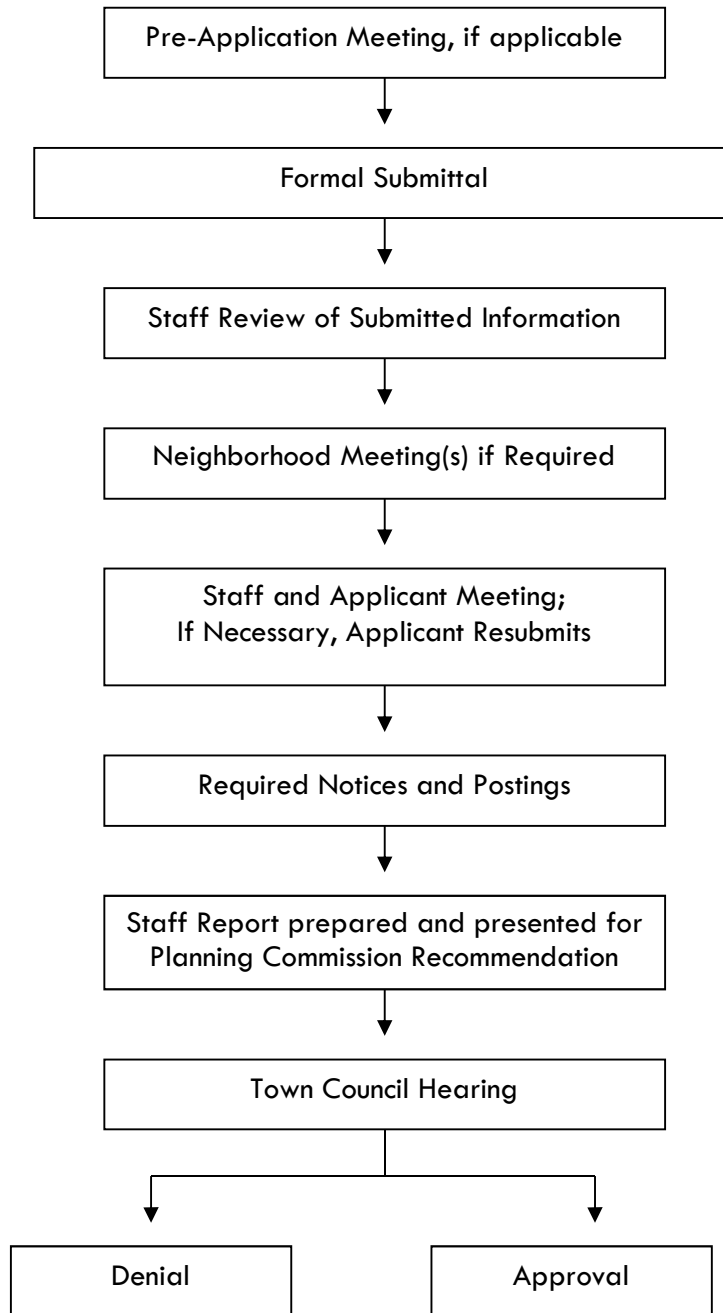 Pre-Application Meeting, if applicable
Formal Submittal
Staff Review of Submitted Information
Neighborhood Meeting(s) if Required
Staff and Applicant Meeting;
If Necessary, Applicant Resubmits
Required Notices and Postings
Staff Report prepared and presented for
Planning Commission Recommendation
Town Council Hearing
Denial
Approval